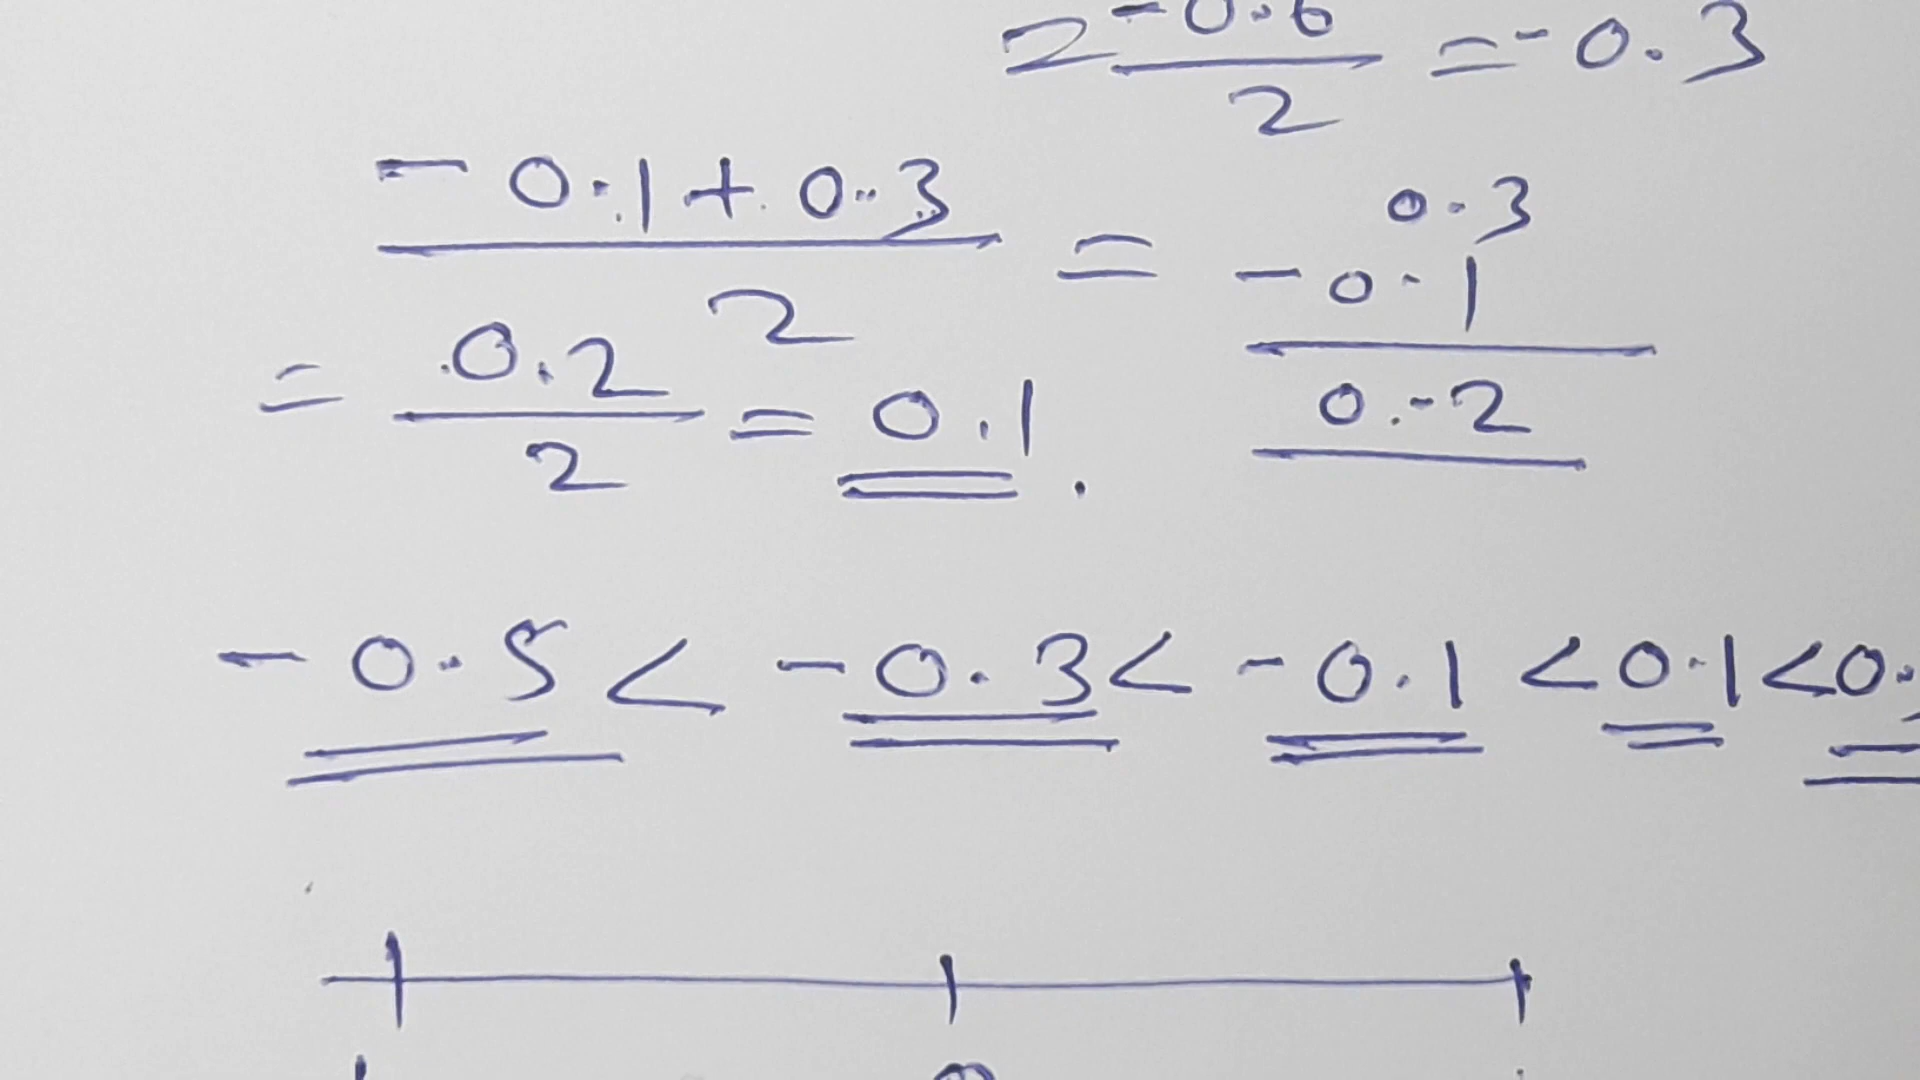 = -0.6/2 = -0.3
(-0.1 + 0.3)/2 =
0.3
-0.1
0.2
= 0.2/2 = 0.1.
-0.5 < -0.3 < -0.1 < 0.1 < 0.